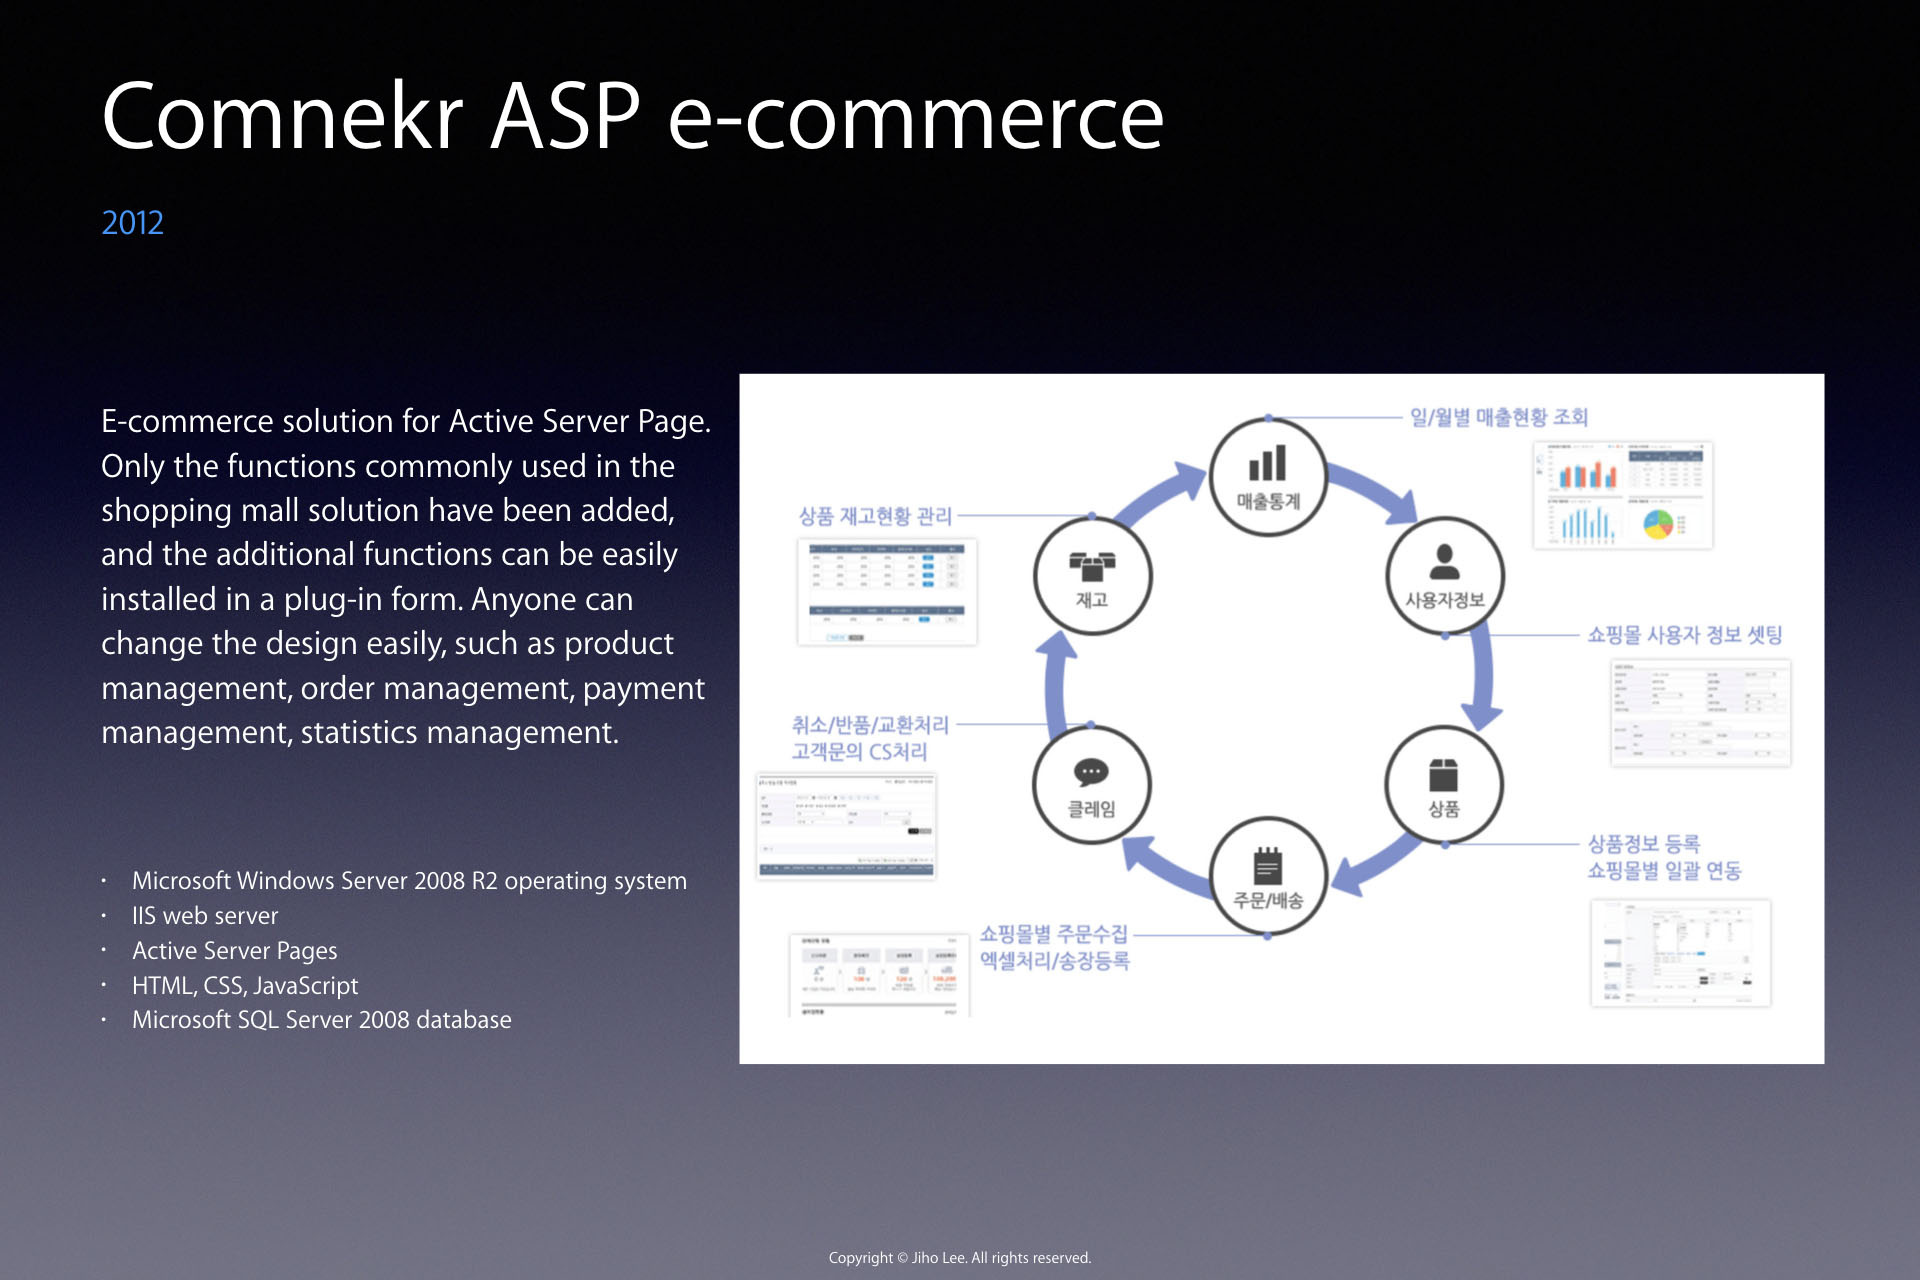 Comnekr ASP e-commerce
2012
E-commerce solution for Active Server Page.
Only the functions commonly used in the
shopping mall solution have been added,
and the additional functions can be easily
installed in a plug-in form. Anyone can
change the design easily, such as product
management, order management, payment
management, statistics management.
• Microsoft Windows Server 2008 R2 operating system
• IIS web server
• Active Server Pages
• HTML, CSS, JavaScript
• Microsoft SQL Server 2008 database
일/월별 매출현황 조회
매출통계
상품 재고현황 관리
재고
사용자정보
쇼핑몰 사용자 정보 셋팅
취소/반품/교환처리
고객문의 CS처리
클레임
상품
상품정보 등록
쇼핑몰별 일괄 연동
주문/배송
쇼핑몰별 주문수집
엑셀처리/송장등록
Copyright © Jiho Lee. All rights reserved.